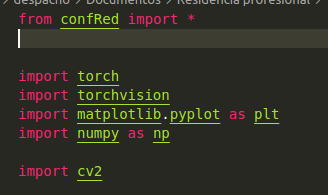 despacho > Documentos > Residencia profesional >
from confRed import *
import torch
import torchvision
import matplotlib.pyplot as plt
import numpy as np
import cv2